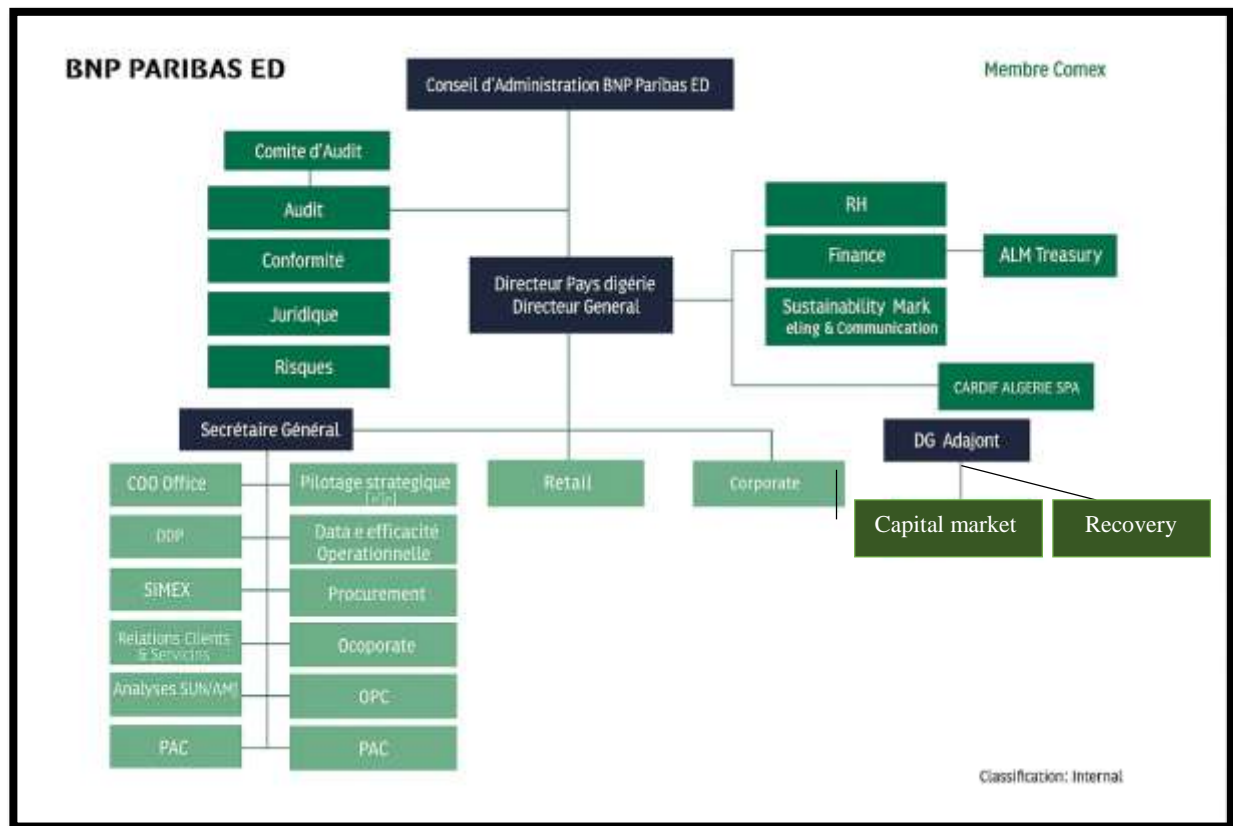 BNP PARIBAS ED
Conseil d'Administration BNP Paribas ED
Membre Comex
Comite d'Audit
Audit
Conformité
Juridique
Risques
Directeur Pays digérie
Directeur General
RH
Finance
ALM Treasury
Sustainability Mark
eling & Communication
CARDIF ALGERIE SPA
Secrétaire Général
DG Adajont
Retail
Corporate
Capital market
Recovery
COO Office
Pilotage strategique
DDP
Data e efficacité
Operationnelle
SiMEX
Procurement
Relations Clients
& Servicins
Ocoporate
Analyses
OPC
PAC
PAC
Classification: Internal